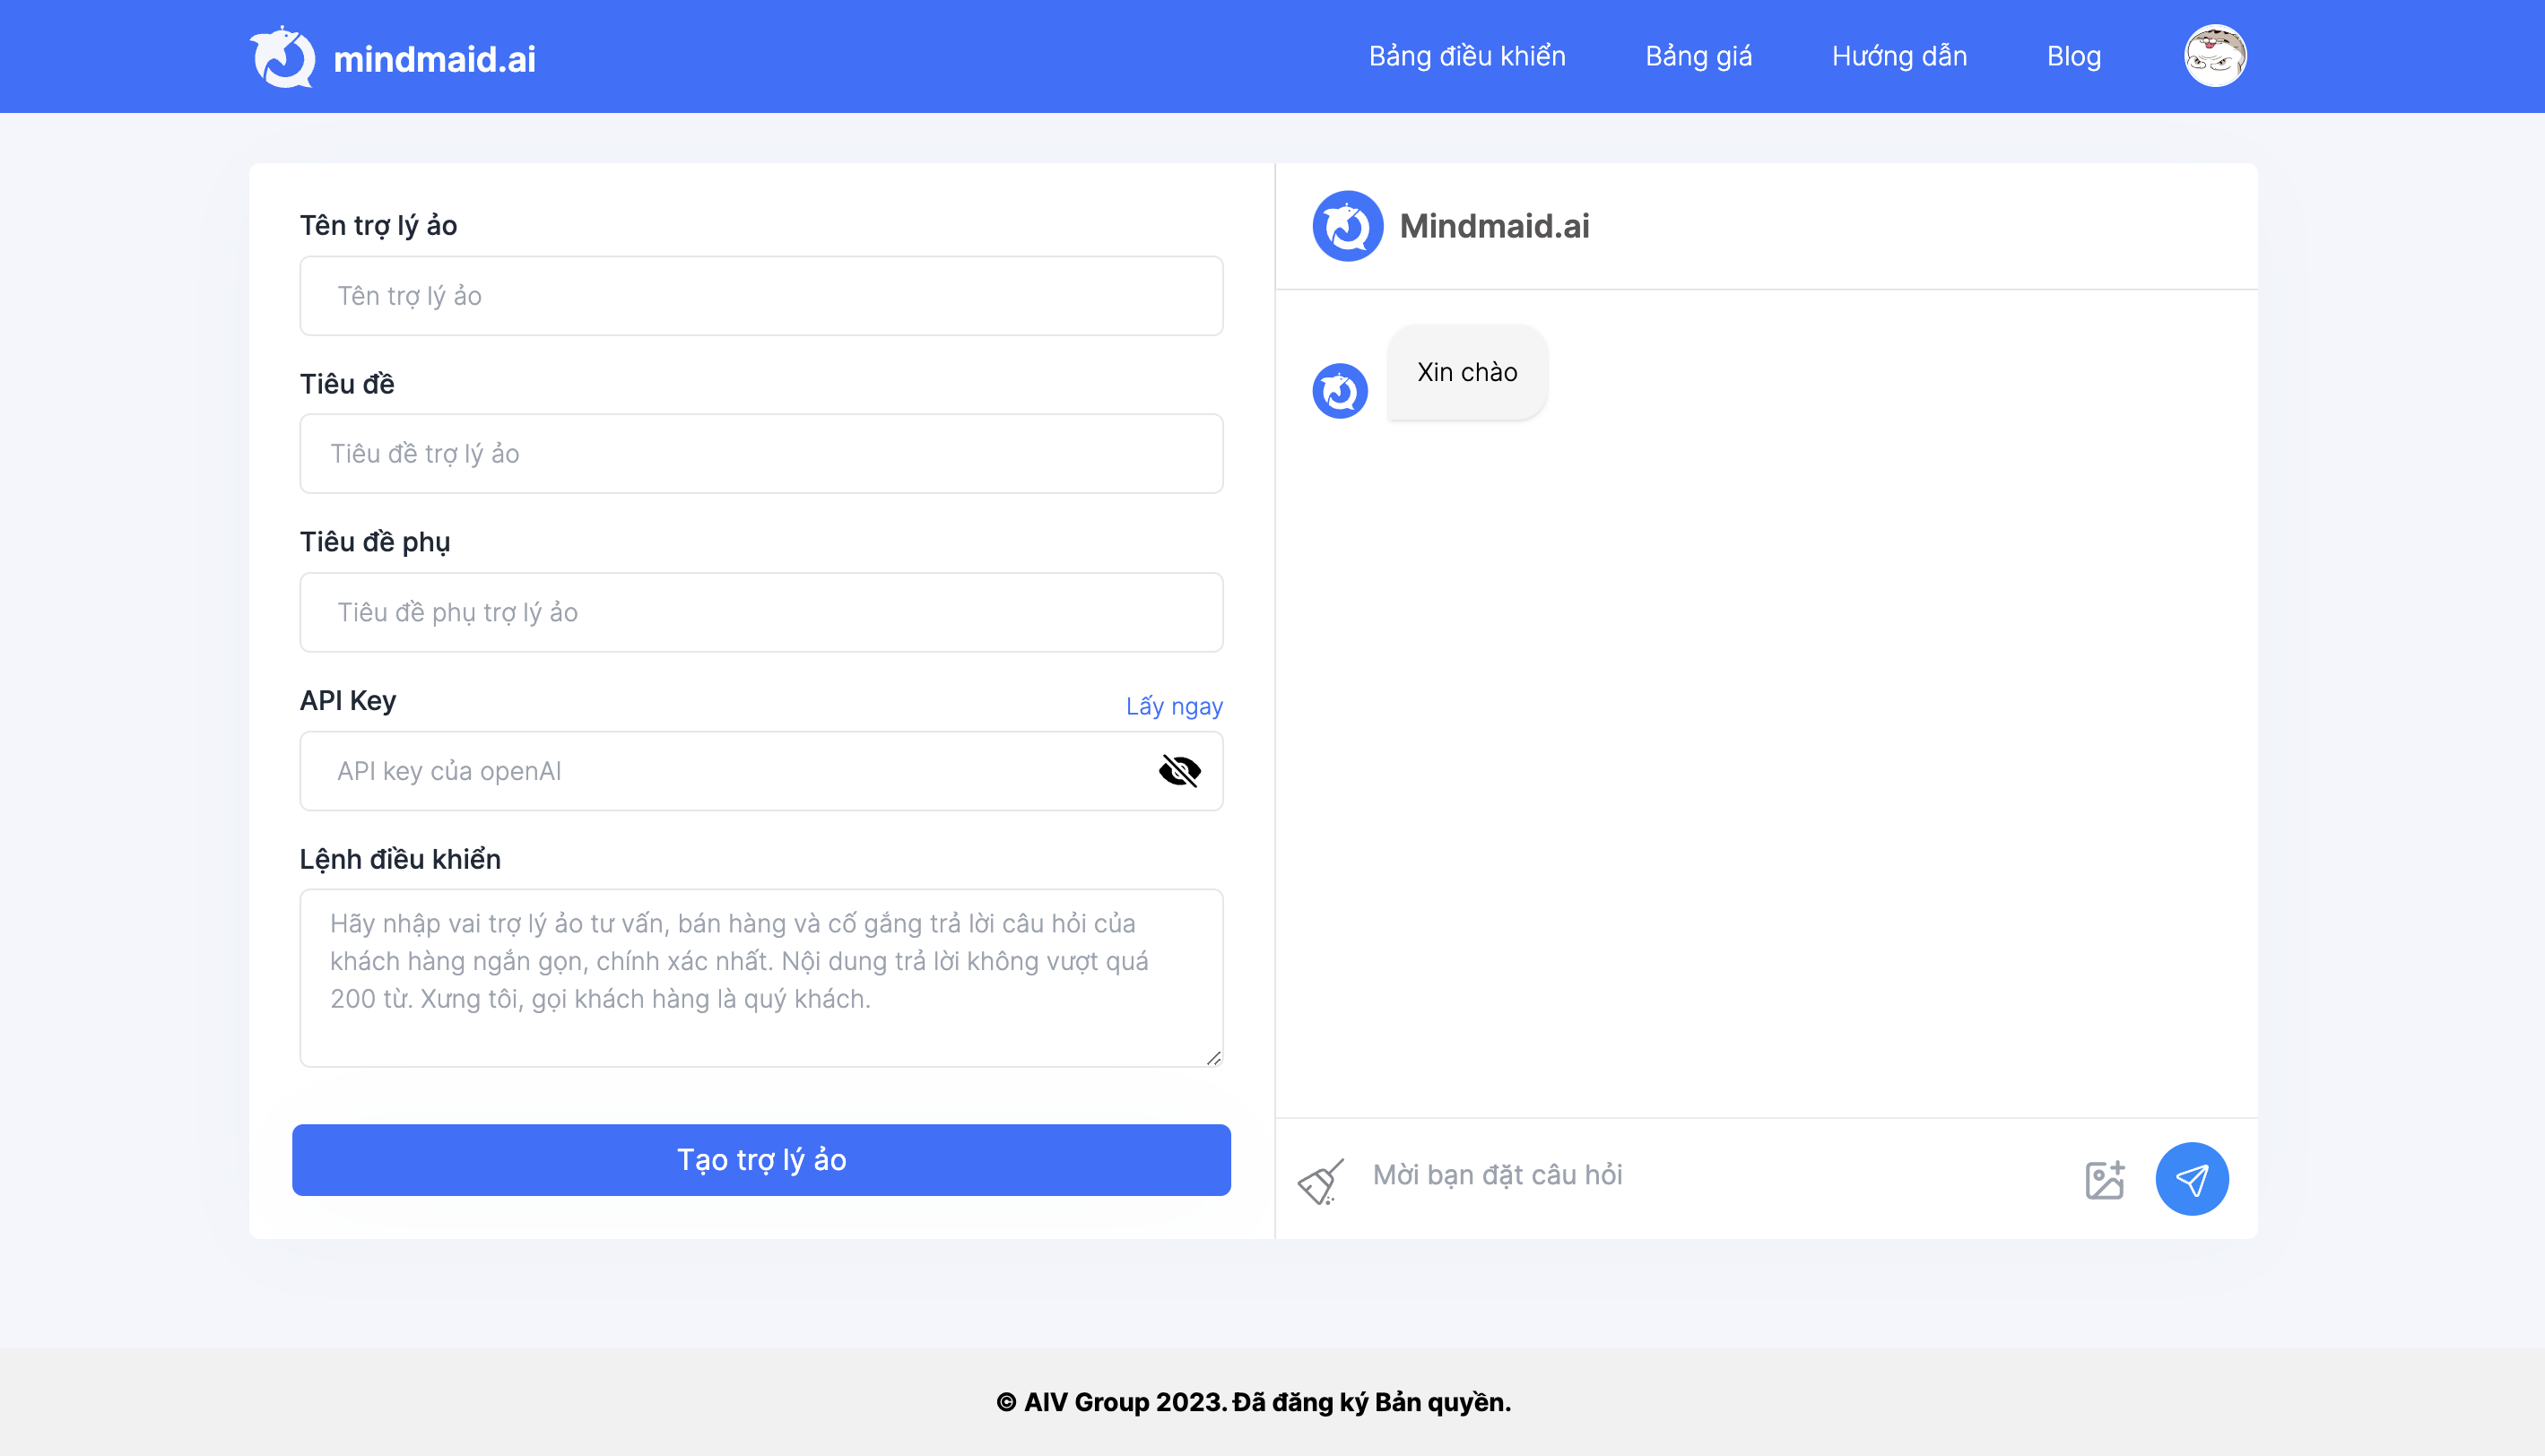 mindmaid.ai
Bảng điều khiển
Bảng giá
Hướng dẫn
Blog
Tên trợ lý ảo
Tên trợ lý ảo
Tiêu đề
Tiêu đề trợ lý ảo
Tiêu đề phụ
Tiêu đề phụ trợ lý ảo
API Key
Lấy ngay
API key của openAI
Lệnh điều khiển
Hãy nhập vai trợ lý ảo tư vấn, bán hàng và cố gắng trả lời câu hỏi của
khách hàng ngắn gọn, chính xác nhất. Nội dung trả lời không vượt quá
200 từ. Xưng tôi, gọi khách hàng là quý khách.
Tạo trợ lý ảo
Mindmaid.ai
Xin chào
Mời bạn đặt câu hỏi
© AIV Group 2023. Đã đăng ký Bản quyền.